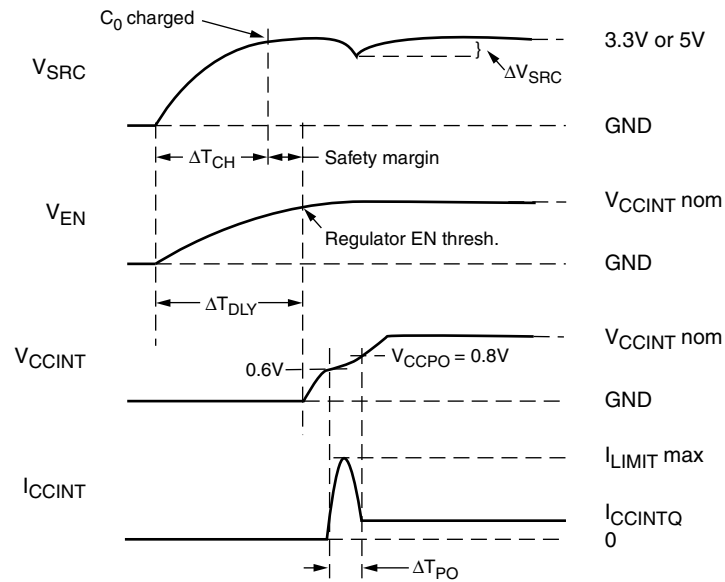 C0 charged
VSRC
3.3V or 5V
ΔVSRC
GND
ΔTCH
Safety margin
VEN
VCCINT nom
Regulator EN thresh.
GND
ΔTDLY
VCCINT
VCCINT nom
0.6V
VCCPO = 0.8V
GND
ICCINT
ILIMIT max
ICCINTQ
0
ΔTPO